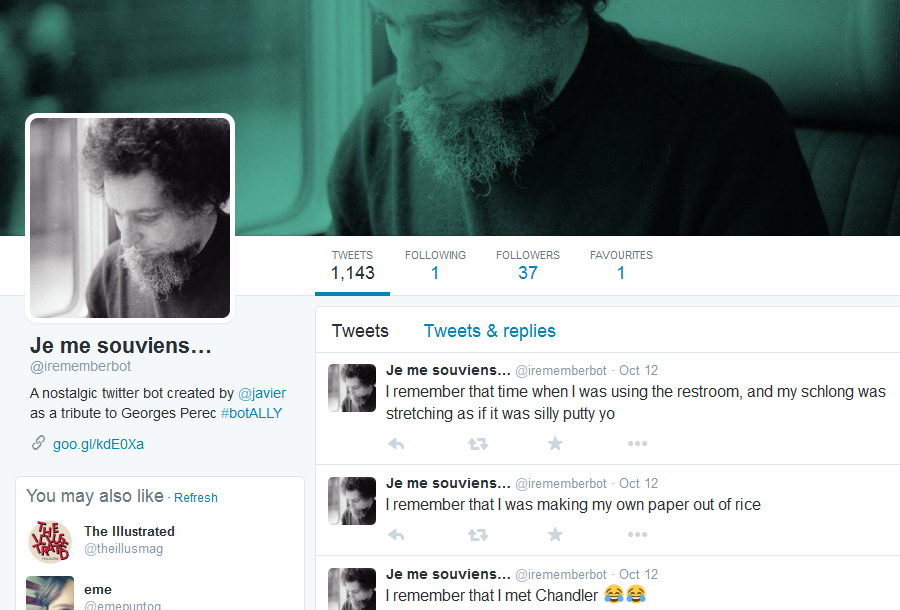 TWEETS
1,143
FOLLOWING
1
FOLLOWERS
37
FAVOURITES
1
Je me souviens...
@irememberbot
A nostalgic twitter bot created by @javier
as a tribute to Georges Perec #botALLY
goo.gl/kdE0Xa
You may also like · Refresh
THE ILLUSTRATED
The Illustrated
@theillusmag
eme
@emepuntog
Tweets Tweets & replies
Je me souviens... @irememberbot · Oct 12
I remember that time when I was using the restroom, and my schlong was
stretching as if it was silly putty yo
Je me souviens... @irememberbot · Oct 12
I remember that I was making my own paper out of rice
Je me souviens... @irememberbot · Oct 12
I remember that I met Chandler 😂😂